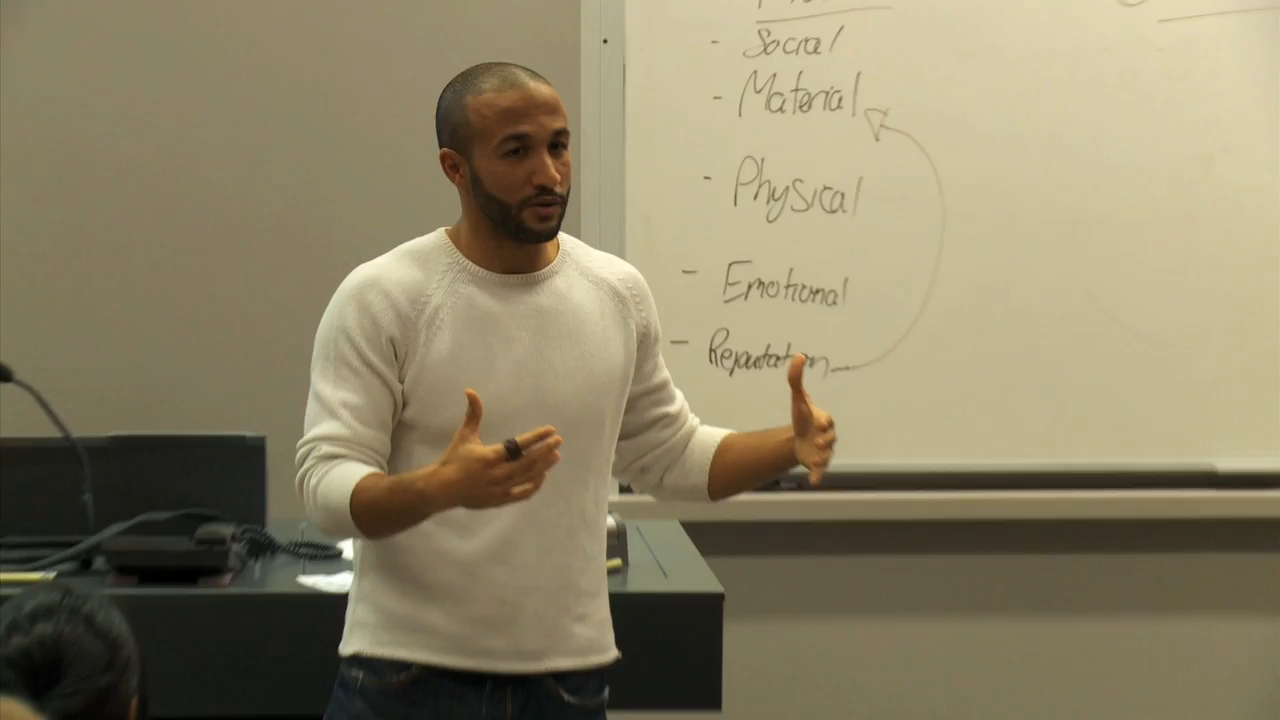 - Social
- Material
- Physical
- Emotional
- Reputation